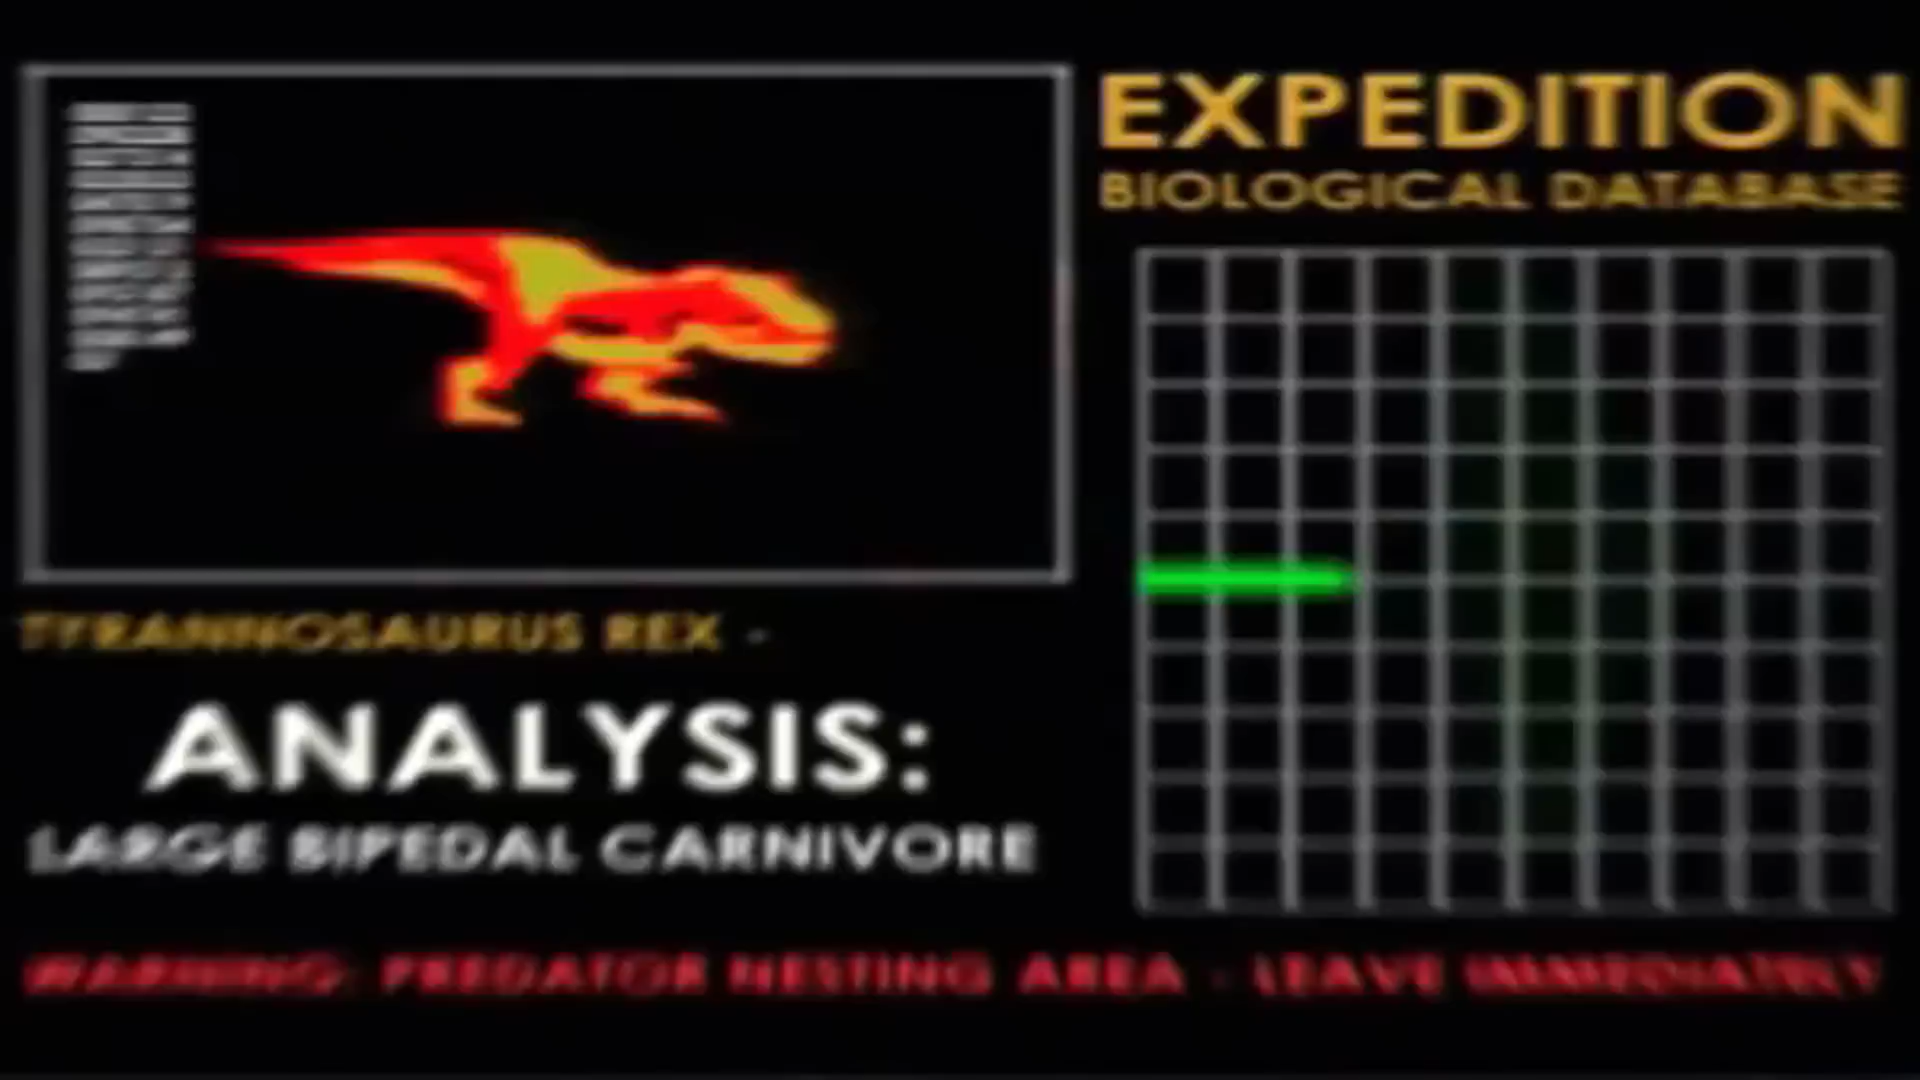 EXPEDITION
BIOLOGICAL DATABASE
TYRANNOSAURUS REX -
ANALYSIS:
LARGE BIPEDAL CARNIVORE
WARNING: PREDATOR NESTING AREA - LEAVE IMMEDIATELY